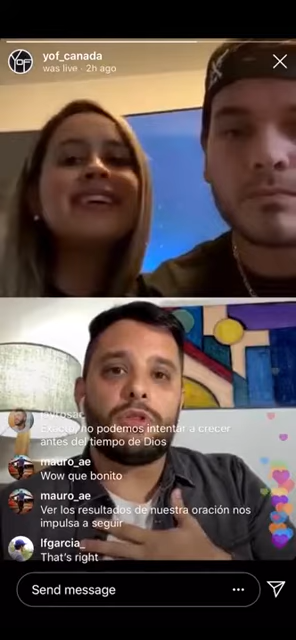 yof_canada
was live · 2h ago
YoF
no podemos intentar a crecer
antes del tiempo de Dios
mauro_ae
Wow que bonito
mauro_ae
Ver los resultados de nuestra oración nos
impulsa a seguir
lfgarcia_
That's right
Send message